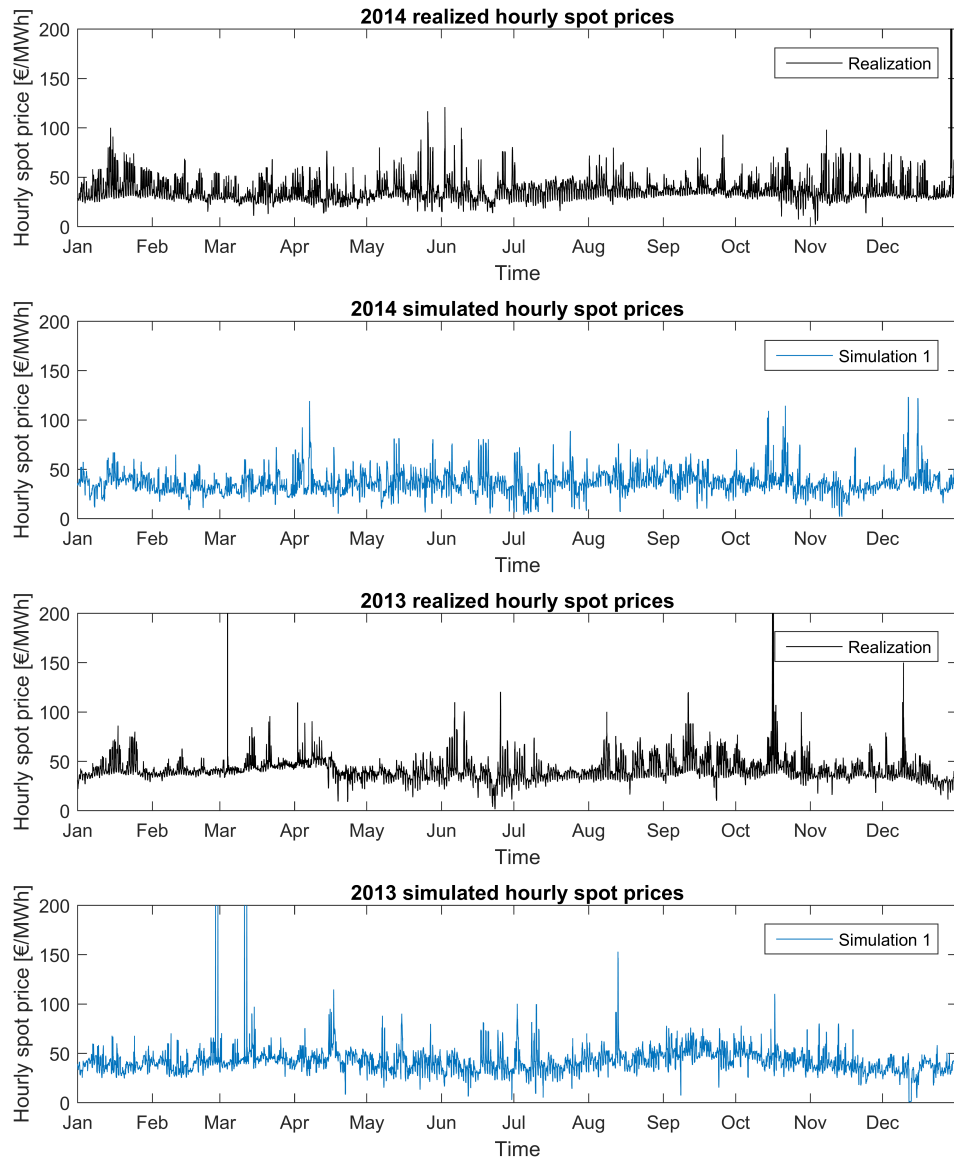 2014 realized hourly spot prices
Hourly spot price [€/MWh]
200
150
100
50
0
Realization
Jan Feb Mar Apr May Jun Jul Aug Sep Oct Nov Dec
Time
2014 simulated hourly spot prices
Hourly spot price [€/MWh]
200
150
100
50
0
Simulation 1
Jan Feb Mar Apr May Jun Jul Aug Sep Oct Nov Dec
Time
2013 realized hourly spot prices
Hourly spot price [€/MWh]
200
150
100
50
0
Realization
Jan Feb Mar Apr May Jun Jul Aug Sep Oct Nov Dec
Time
2013 simulated hourly spot prices
Hourly spot price [€/MWh]
200
150
100
50
0
Simulation 1
Jan Feb Mar Apr May Jun Jul Aug Sep Oct Nov Dec
Time